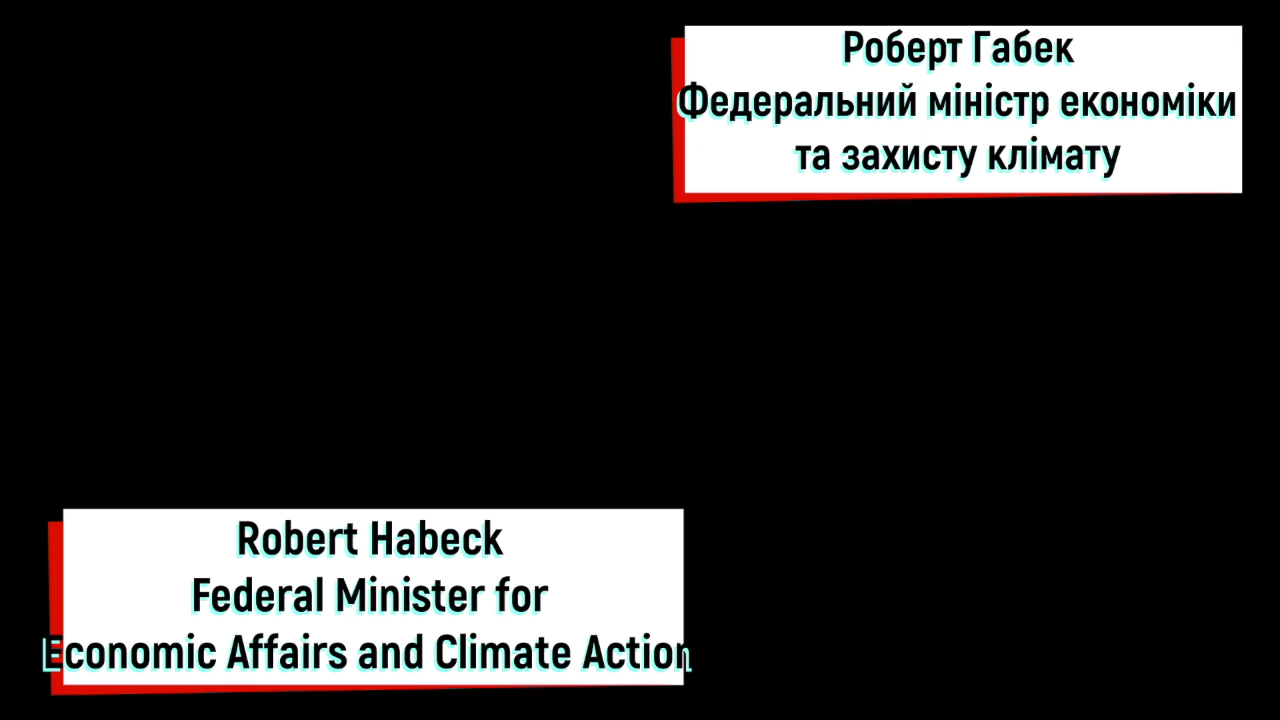 Роберт Габек
Федеральний міністр економіки
та захисту клімату
Robert Habeck
Federal Minister for
Economic Affairs and Climate Action